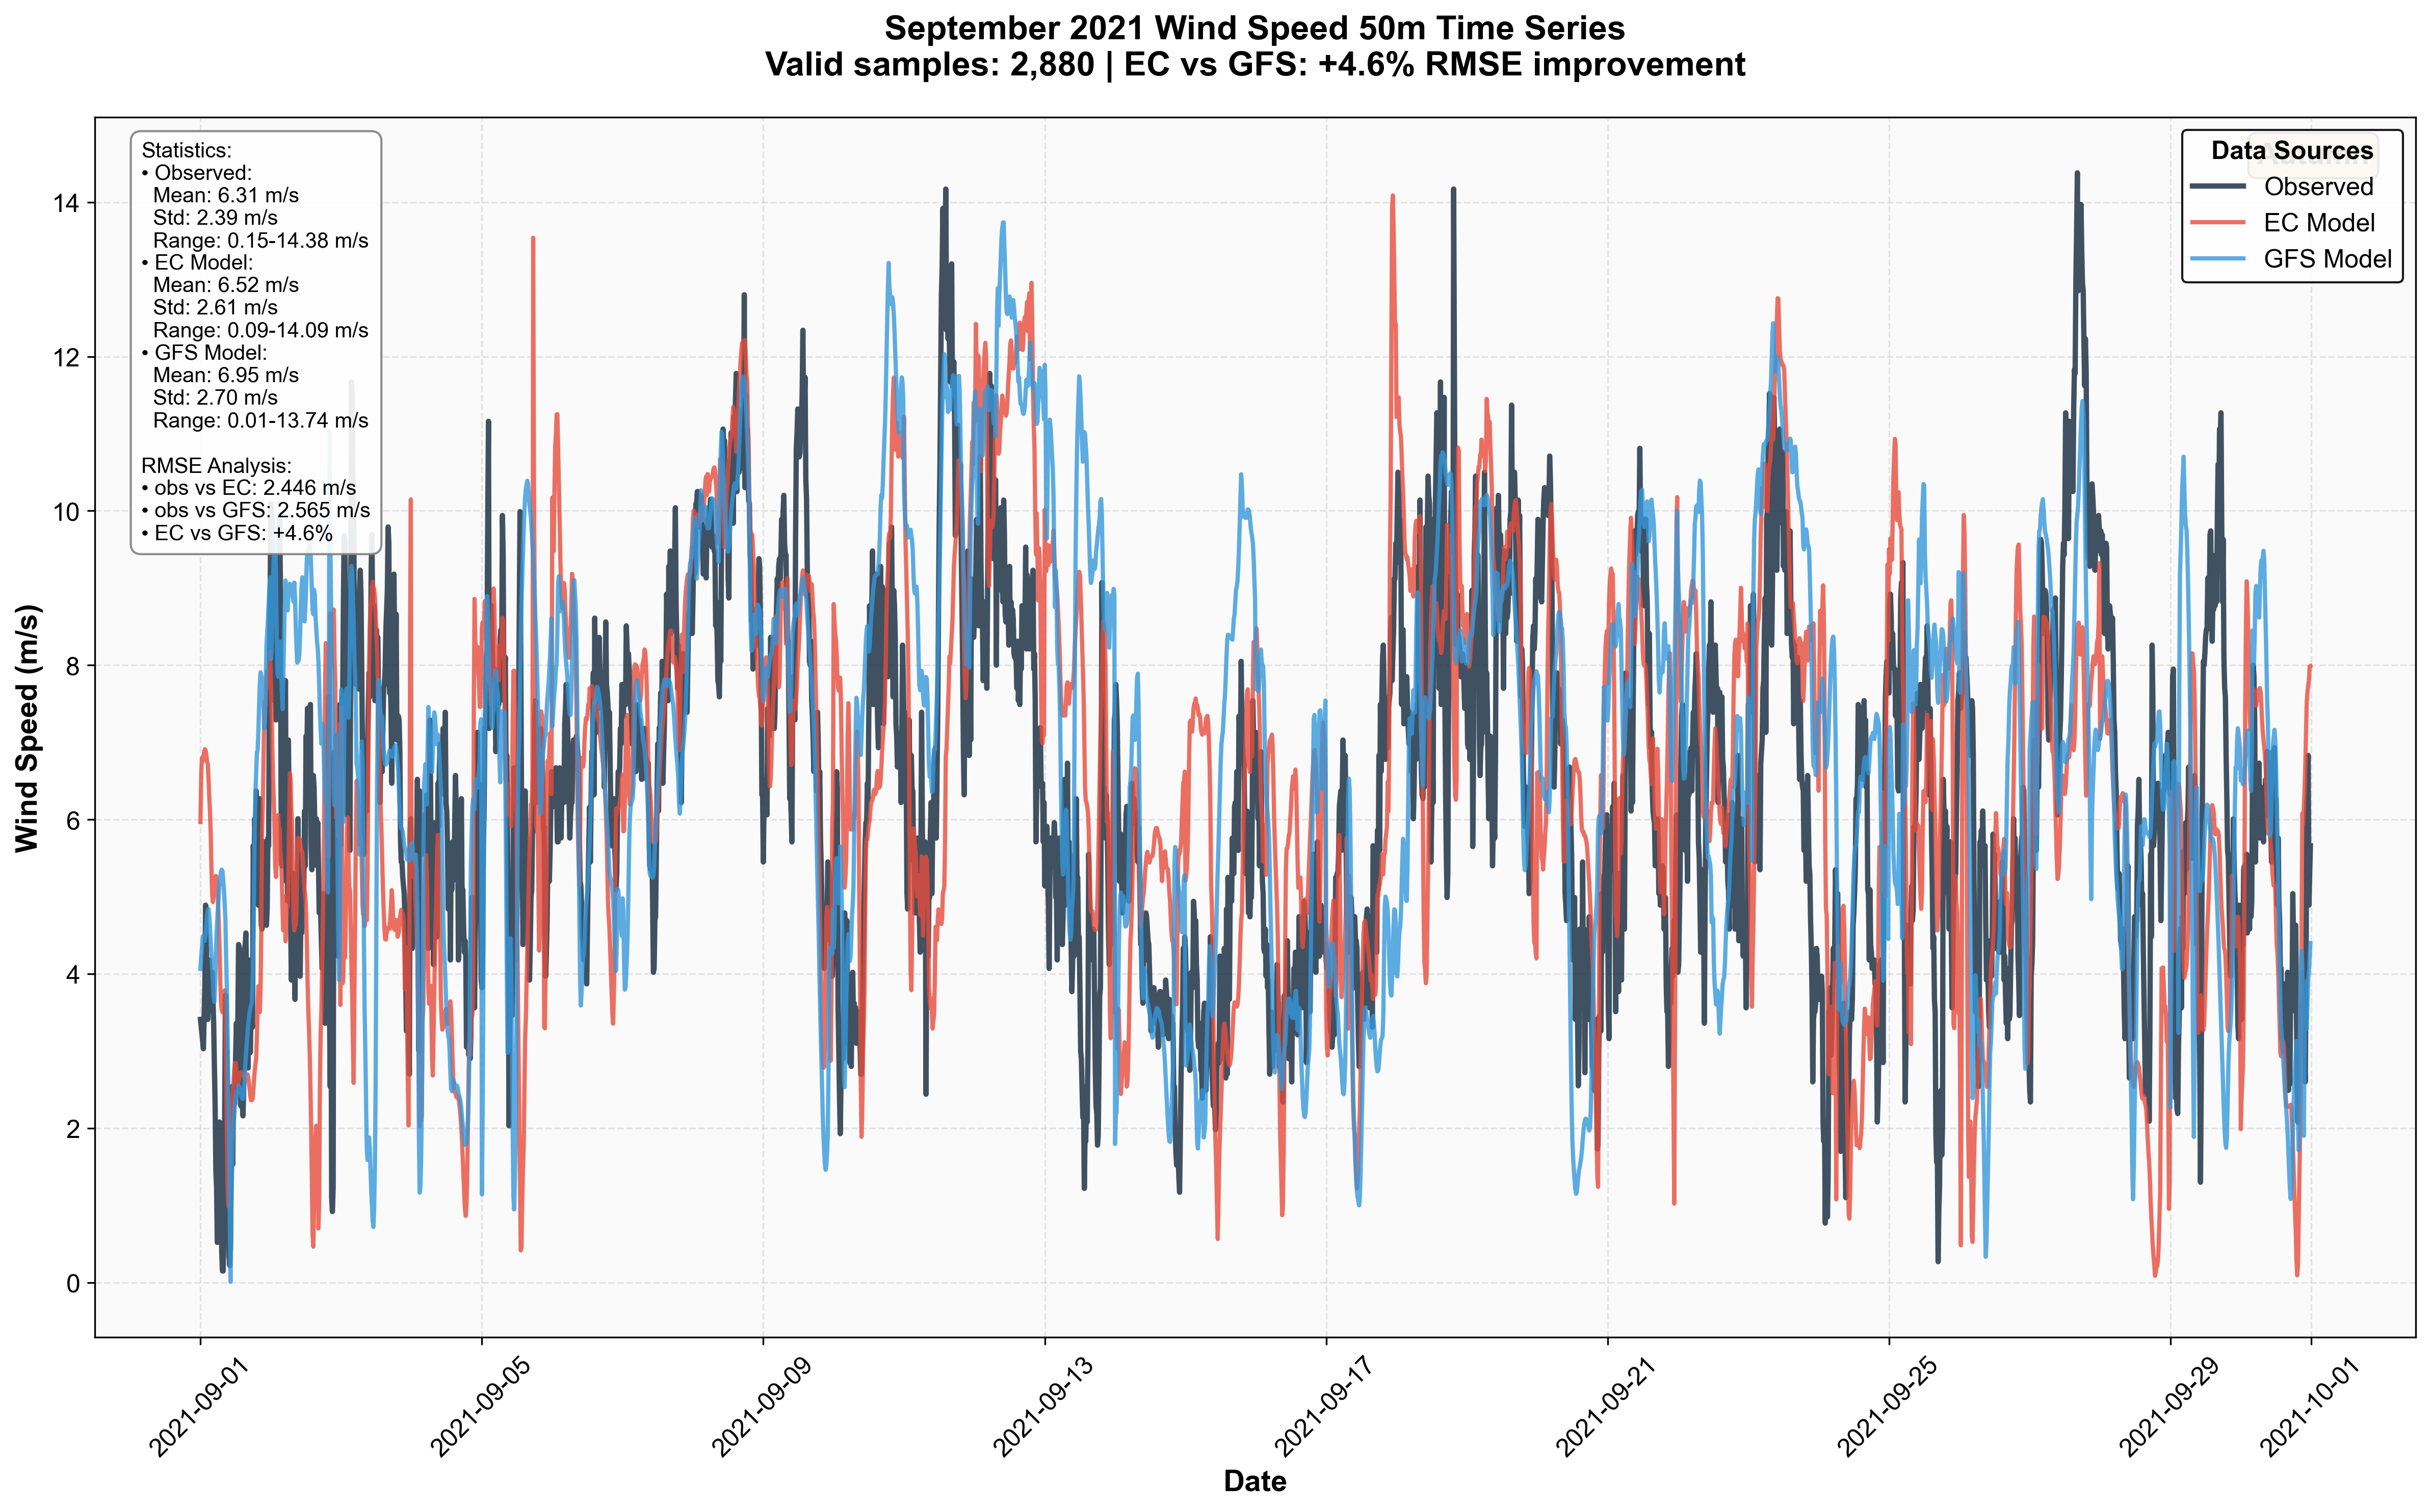 September 2021 Wind Speed 50m Time Series
Valid samples: 2,880 | EC vs GFS: +4.6% RMSE improvement
Statistics:
• Observed:
Mean: 6.31 m/s
Std: 2.39 m/s
Range: 0.15-14.38 m/s
• EC Model:
Mean: 6.52 m/s
Std: 2.61 m/s
Range: 0.09-14.09 m/s
• GFS Model:
Mean: 6.95 m/s
Std: 2.70 m/s
Range: 0.01-13.74 m/s
RMSE Analysis:
• obs vs EC: 2.446 m/s
• obs vs GFS: 2.565 m/s
• EC vs GFS: +4.6%
Data Sources
Observed
EC Model
GFS Model
Wind Speed (m/s)
14
12
10
8
6
4
2
0
2021-09-01
2021-09-05
2021-09-09
2021-09-13
2021-09-17
2021-09-21
2021-09-25
2021-09-29
2021-10-01
Date